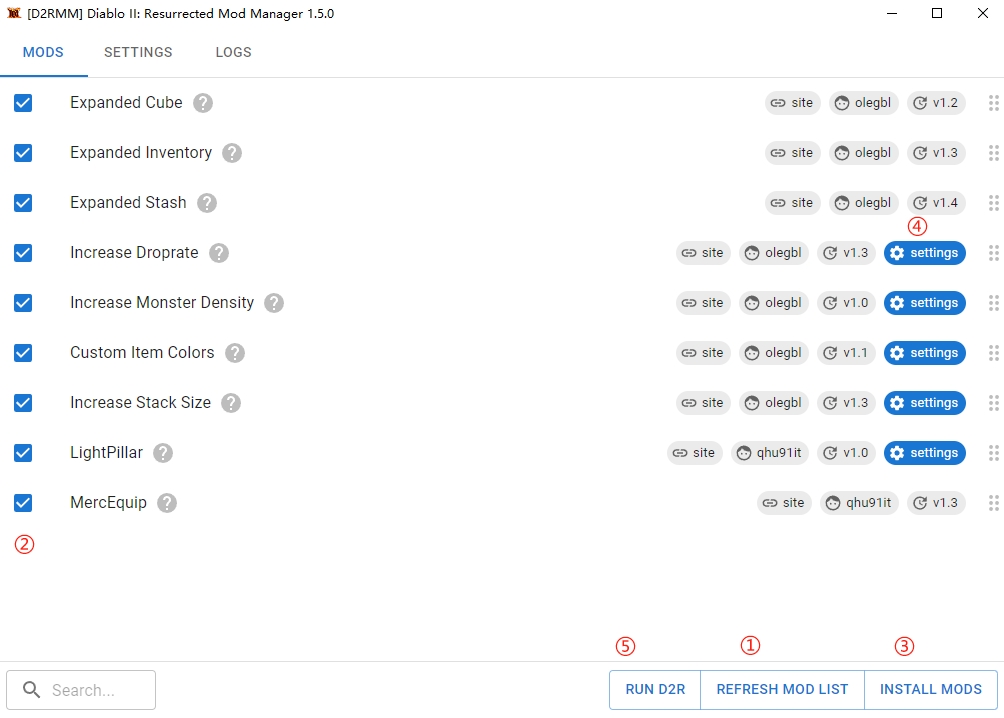 [D2RMM] Diablo II: Resurrected Mod Manager 1.5.0
MODS SETTINGS LOGS
Expanded Cube ? site olegbl v1.2
Expanded Inventory ? site olegbl v1.3
Expanded Stash ? site olegbl v1.4
④
Increase Droprate ? site olegbl v1.3 settings
Increase Monster Density ? site olegbl v1.0 settings
Custom Item Colors ? site olegbl v1.1 settings
Increase Stack Size ? site olegbl v1.3 settings
LightPillar ? site qhu91it v1.0 settings
MercEquip ? site qhu91it v1.3
②
⑤ ① ③
Search... RUN D2R REFRESH MOD LIST INSTALL MODS